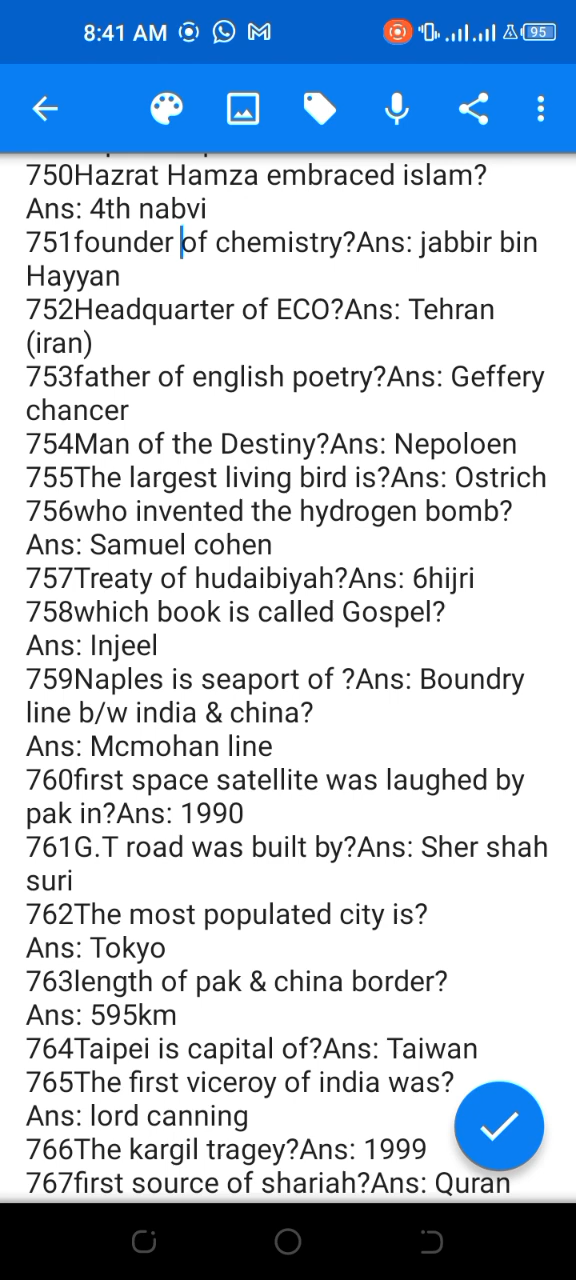 8:41 AM
95
750Hazrat Hamza embraced islam?
Ans: 4th nabvi
751founder of chemistry?Ans: jabbir bin
Hayyan
752Headquarter of ECO?Ans: Tehran
(iran)
753father of english poetry?Ans: Geffery
chancer
754Man of the Destiny?Ans: Nepoloen
755The largest living bird is?Ans: Ostrich
756who invented the hydrogen bomb?
Ans: Samuel cohen
757Treaty of hudaibiyah?Ans: 6hijri
758which book is called Gospel?
Ans: Injeel
759Naples is seaport of ?Ans: Boundry
line b/w india & china?
Ans: Mcmohan line
760first space satellite was laughed by
pak in?Ans: 1990
761G.T road was built by?Ans: Sher shah
suri
762The most populated city is?
Ans: Tokyo
763length of pak & china border?
Ans: 595km
764Taipei is capital of?Ans: Taiwan
765The first viceroy of india was?
Ans: lord canning
766The kargil tragey?Ans: 1999
767first source of shariah?Ans: Quran